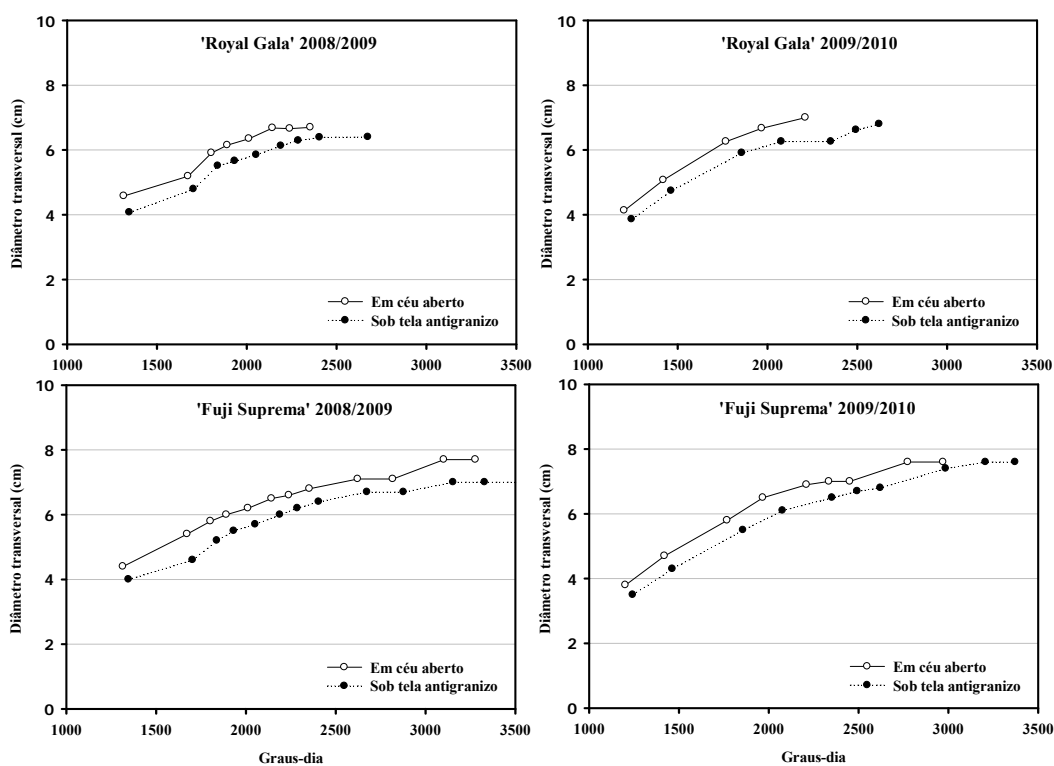 'Royal Gala' 2008/2009
Diâmetro transversal (cm)
10
8
6
4
2
0
Em céu aberto
Sob tela antigranizo
1000 1500 2000 2500 3000 3500
'Royal Gala' 2009/2010
Diâmetro transversal (cm)
10
8
6
4
2
0
Em céu aberto
Sob tela antigranizo
1000 1500 2000 2500 3000 3500
'Fuji Suprema' 2008/2009
Diâmetro transversal (cm)
10
8
6
4
2
0
Em céu aberto
Sob tela antigranizo
1000 1500 2000 2500 3000 3500
Graus-dia
'Fuji Suprema' 2009/2010
Diâmetro transversal (cm)
10
8
6
4
2
0
Em céu aberto
Sob tela antigranizo
1000 1500 2000 2500 3000 3500
Graus-dia